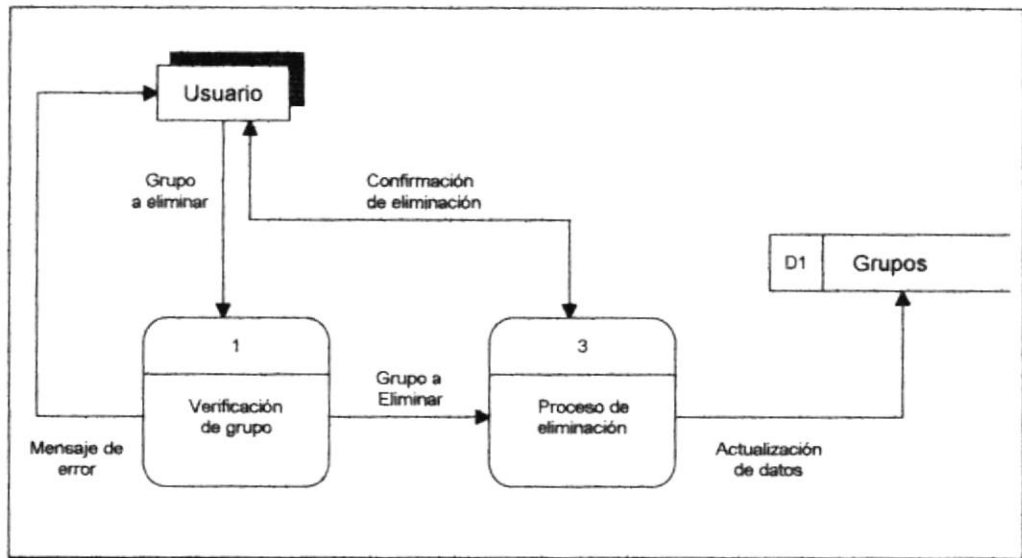 Usuario
Grupo
a eliminar
Confirmación
de eliminación
D1
Grupos
1
Verificación
de grupo
Grupo a
Eliminar
3
Proceso de
eliminación
Mensaje de
error
Actualización
de datos